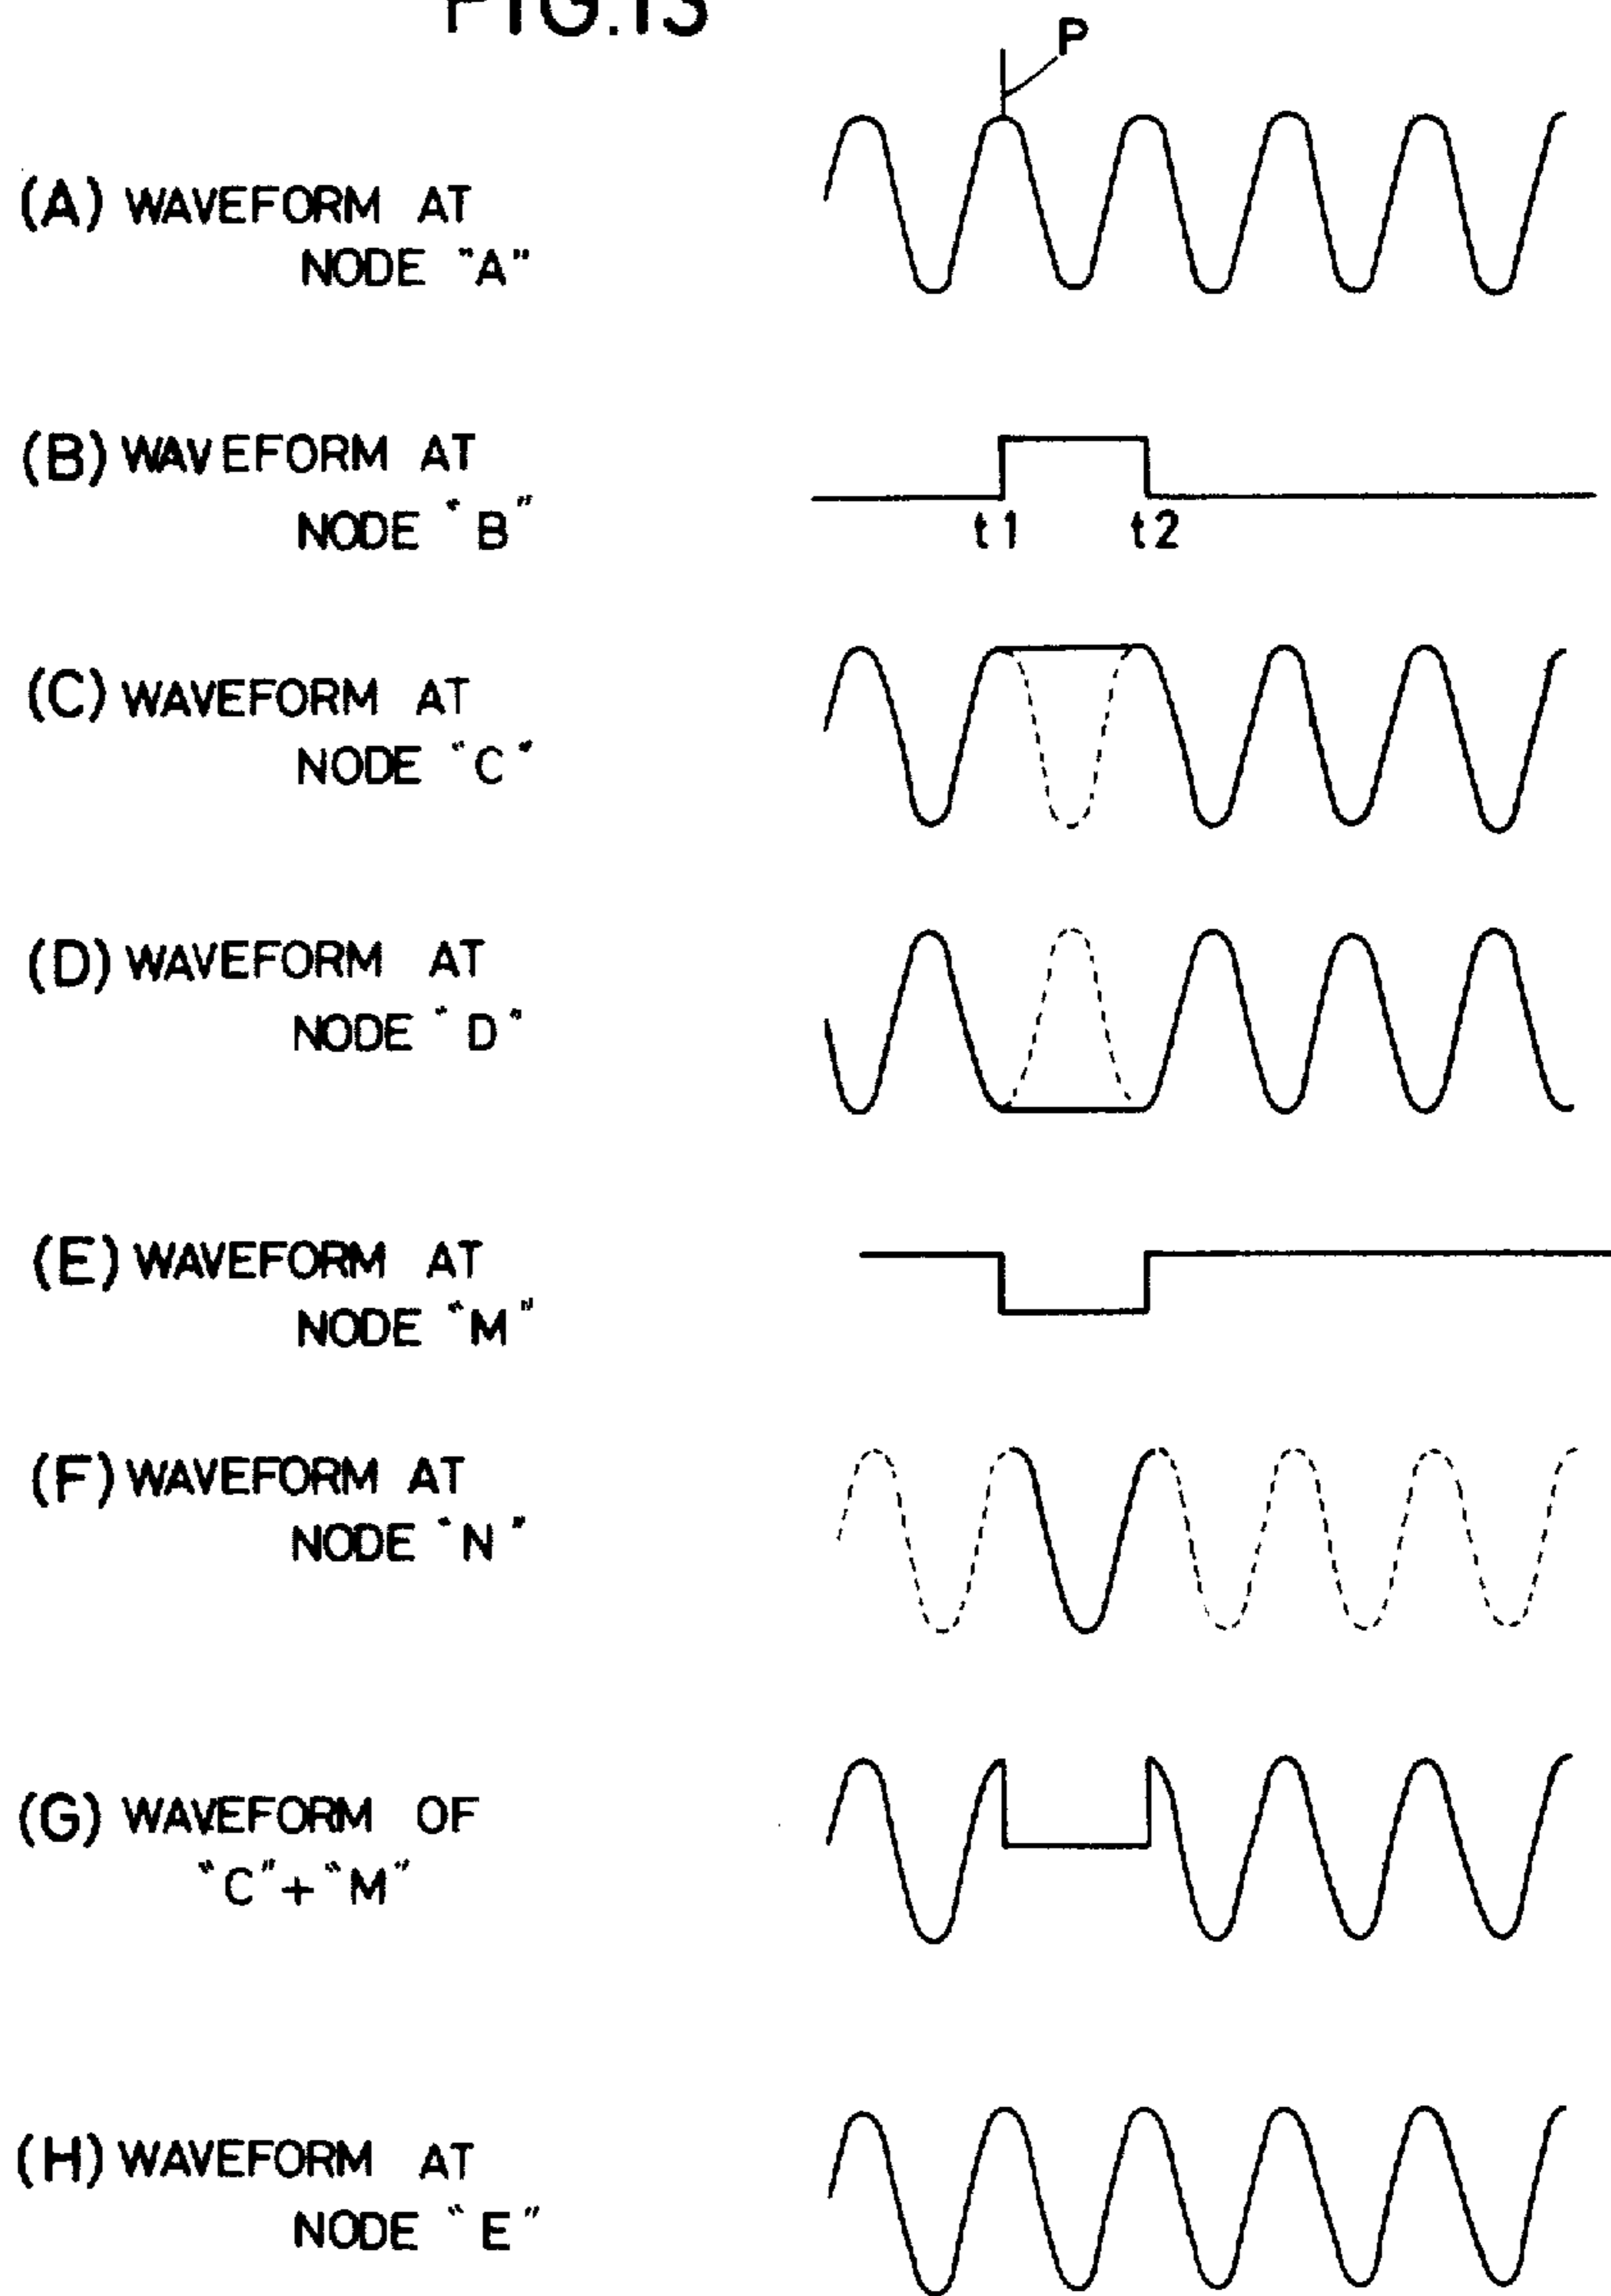 FIG.13
P
(A) WAVEFORM AT
NODE "A"
(B) WAVEFORM AT
NODE "B"
t1 t2
(C) WAVEFORM AT
NODE "C"
(D) WAVEFORM AT
NODE "D"
(E) WAVEFORM AT
NODE "M"
(F) WAVEFORM AT
NODE "N"
(G) WAVEFORM OF
"C"+"M"
(H) WAVEFORM AT
NODE "E"